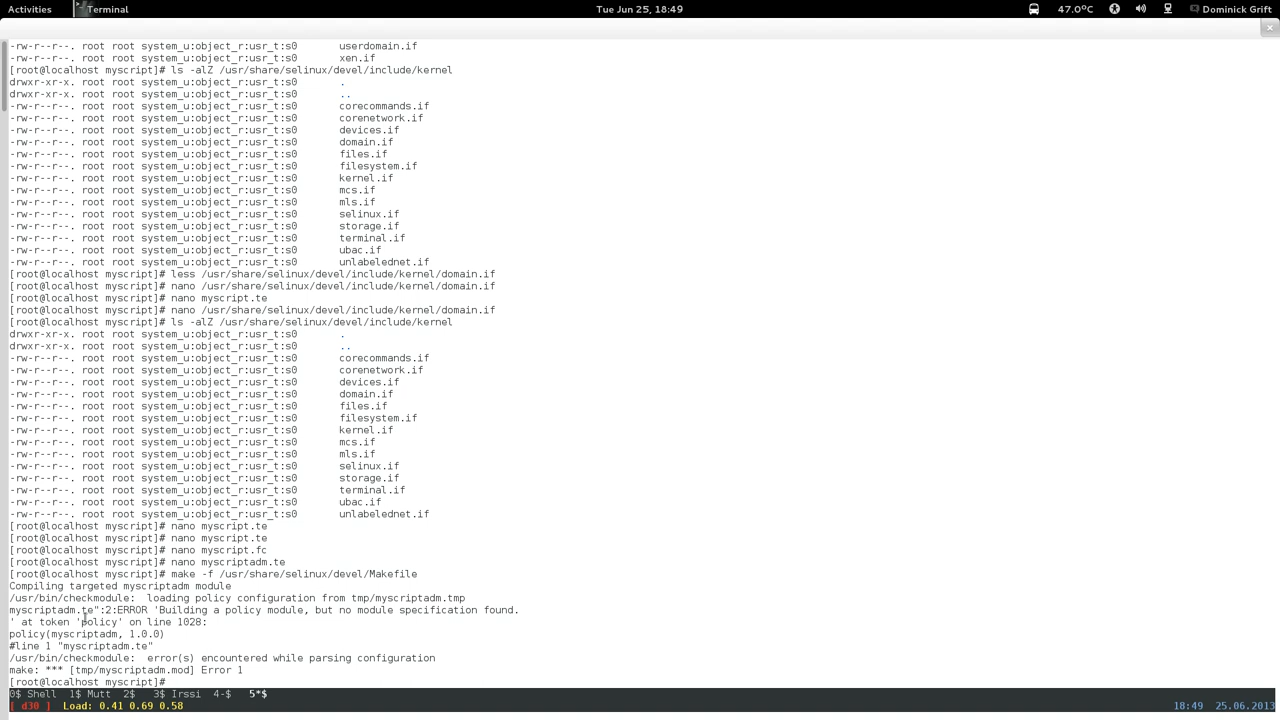 Activities Terminal Tue Jun 25, 18:49 47.0°C Dominick Grift
-rw-r--r--. root root system_u:object_r:usr_t:s0 userdomain.if
-rw-r--r--. root root system_u:object_r:usr_t:s0 xen.if
[root@localhost myscript]# ls -alZ /usr/share/selinux/devel/include/kernel
drwxr-xr-x. root root system_u:object_r:usr_t:s0 .
drwxr-xr-x. root root system_u:object_r:usr_t:s0 ..
-rw-r--r--. root root system_u:object_r:usr_t:s0 corecommands.if
-rw-r--r--. root root system_u:object_r:usr_t:s0 corenetwork.if
-rw-r--r--. root root system_u:object_r:usr_t:s0 devices.if
-rw-r--r--. root root system_u:object_r:usr_t:s0 domain.if
-rw-r--r--. root root system_u:object_r:usr_t:s0 files.if
-rw-r--r--. root root system_u:object_r:usr_t:s0 filesystem.if
-rw-r--r--. root root system_u:object_r:usr_t:s0 kernel.if
-rw-r--r--. root root system_u:object_r:usr_t:s0 mcs.if
-rw-r--r--. root root system_u:object_r:usr_t:s0 mls.if
-rw-r--r--. root root system_u:object_r:usr_t:s0 selinux.if
-rw-r--r--. root root system_u:object_r:usr_t:s0 storage.if
-rw-r--r--. root root system_u:object_r:usr_t:s0 terminal.if
-rw-r--r--. root root system_u:object_r:usr_t:s0 ubac.if
-rw-r--r--. root root system_u:object_r:usr_t:s0 unlabelednet.if
[root@localhost myscript]# less /usr/share/selinux/devel/include/kernel/domain.if
[root@localhost myscript]# nano /usr/share/selinux/devel/include/kernel/domain.if
[root@localhost myscript]# nano myscript.te
[root@localhost myscript]# nano /usr/share/selinux/devel/include/kernel/domain.if
[root@localhost myscript]# ls -alZ /usr/share/selinux/devel/include/kernel
drwxr-xr-x. root root system_u:object_r:usr_t:s0 .
drwxr-xr-x. root root system_u:object_r:usr_t:s0 ..
-rw-r--r--. root root system_u:object_r:usr_t:s0 corecommands.if
-rw-r--r--. root root system_u:object_r:usr_t:s0 corenetwork.if
-rw-r--r--. root root system_u:object_r:usr_t:s0 devices.if
-rw-r--r--. root root system_u:object_r:usr_t:s0 domain.if
-rw-r--r--. root root system_u:object_r:usr_t:s0 files.if
-rw-r--r--. root root system_u:object_r:usr_t:s0 filesystem.if
-rw-r--r--. root root system_u:object_r:usr_t:s0 kernel.if
-rw-r--r--. root root system_u:object_r:usr_t:s0 mcs.if
-rw-r--r--. root root system_u:object_r:usr_t:s0 mls.if
-rw-r--r--. root root system_u:object_r:usr_t:s0 selinux.if
-rw-r--r--. root root system_u:object_r:usr_t:s0 storage.if
-rw-r--r--. root root system_u:object_r:usr_t:s0 terminal.if
-rw-r--r--. root root system_u:object_r:usr_t:s0 ubac.if
-rw-r--r--. root root system_u:object_r:usr_t:s0 unlabelednet.if
[root@localhost myscript]# nano myscript.te
[root@localhost myscript]# nano myscript.te
[root@localhost myscript]# nano myscript.fc
[root@localhost myscript]# nano myscriptadm.te
[root@localhost myscript]# make -f /usr/share/selinux/devel/Makefile
Compiling targeted myscriptadm module
/usr/bin/checkmodule:  loading policy configuration from tmp/myscriptadm.tmp
myscriptadm.te":2:ERROR 'Building a policy module, but no module specification found.
' at token 'policy' on line 1028:
policy(myscriptadm, 1.0.0)
#line 1 "myscriptadm.te"
/usr/bin/checkmodule:  error(s) encountered while parsing configuration
make: *** [tmp/myscriptadm.mod] Error 1
[root@localhost myscript]#
0$ Shell 1$ Mutt 2$ 3$ Irssi 4-$ 5*$
[ d30 ] Load: 0.41 0.69 0.58 18:49 25.06.2013